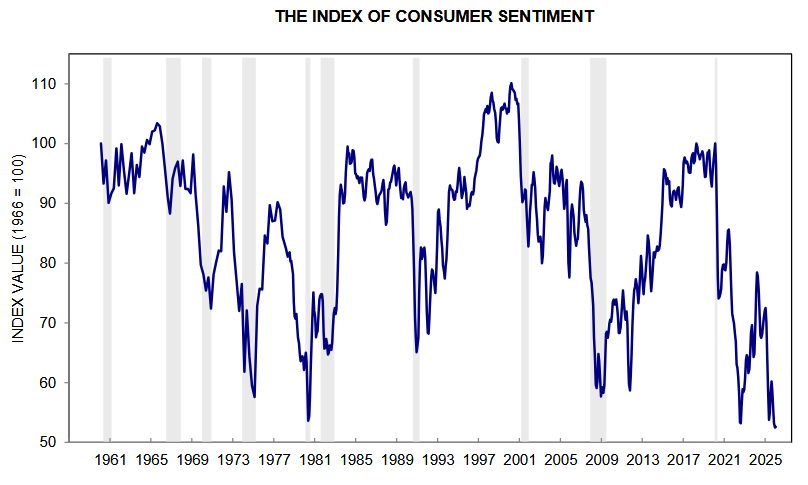 THE INDEX OF CONSUMER SENTIMENT
INDEX VALUE (1966 = 100)
110
100
90
80
70
60
50
1961 1965 1969 1973 1977 1981 1985 1989 1993 1997 2001 2005 2009 2013 2017 2021 2025